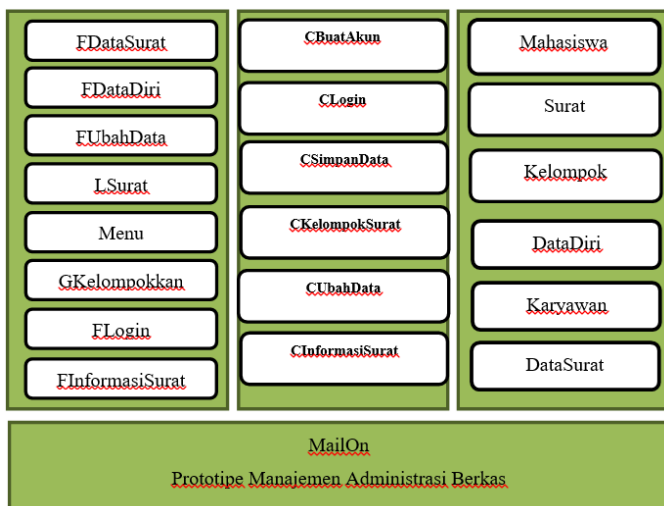 FDataSurat
FDataDiri
FUbahData
LSurat
Menu
GKelompokkan
FLogin
FInformasiSurat
CBuatAkun
CLogin
CSimpanData
CKelompokSurat
CUbahData
CInformasiSurat
Mahasiswa
Surat
Kelompok
DataDiri
Karyawan
DataSurat
MailOn
Prototipe Manajemen Administrasi Berkas